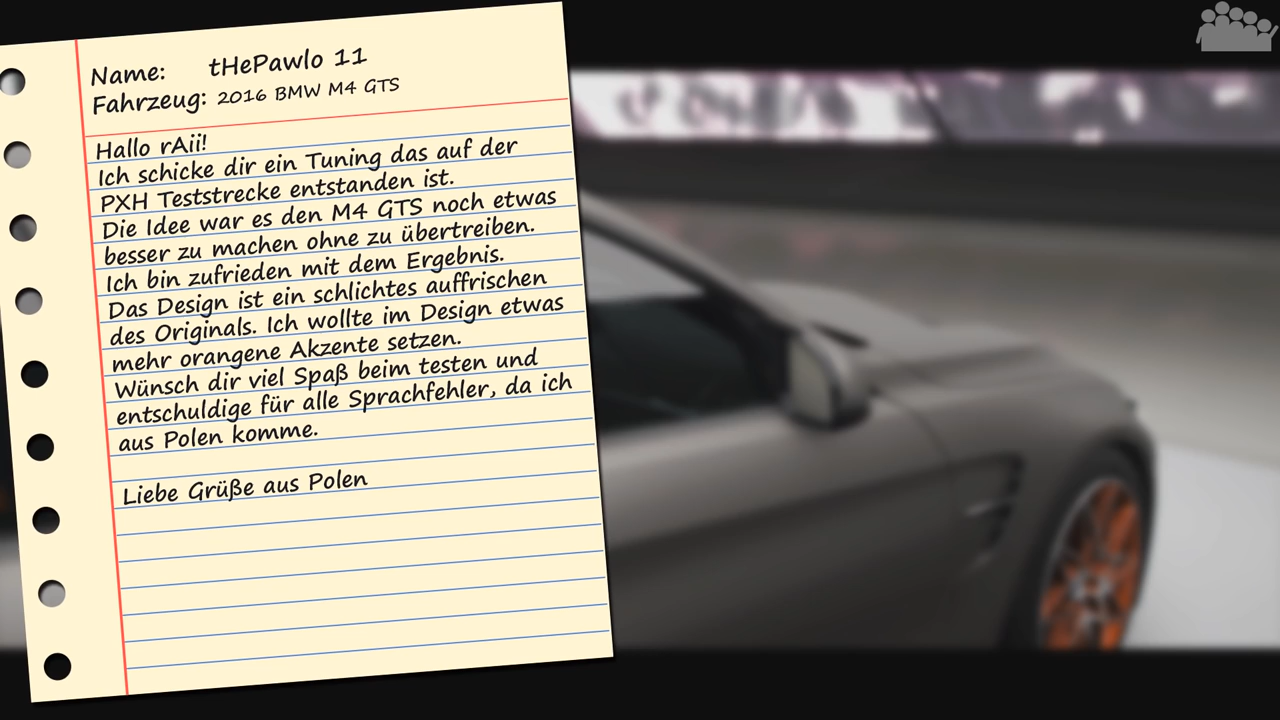 Name: tHePawlo 11
Fahrzeug: 2016 BMW M4 GTS
Hallo rAii!
Ich schicke dir ein Tuning das auf der
PXH Teststrecke entstanden ist.
Die Idee war es den M4 GTS noch etwas
besser zu machen ohne zu übertreiben.
Ich bin zufrieden mit dem Ergebnis.
Das Design ist ein schlichtes auffrischen
des Originals. Ich wollte im Design etwas
mehr orangene Akzente setzen.
Wünsch dir viel Spaß beim testen und
entschuldige für alle Sprachfehler, da ich
aus Polen komme.
Liebe Grüße aus Polen